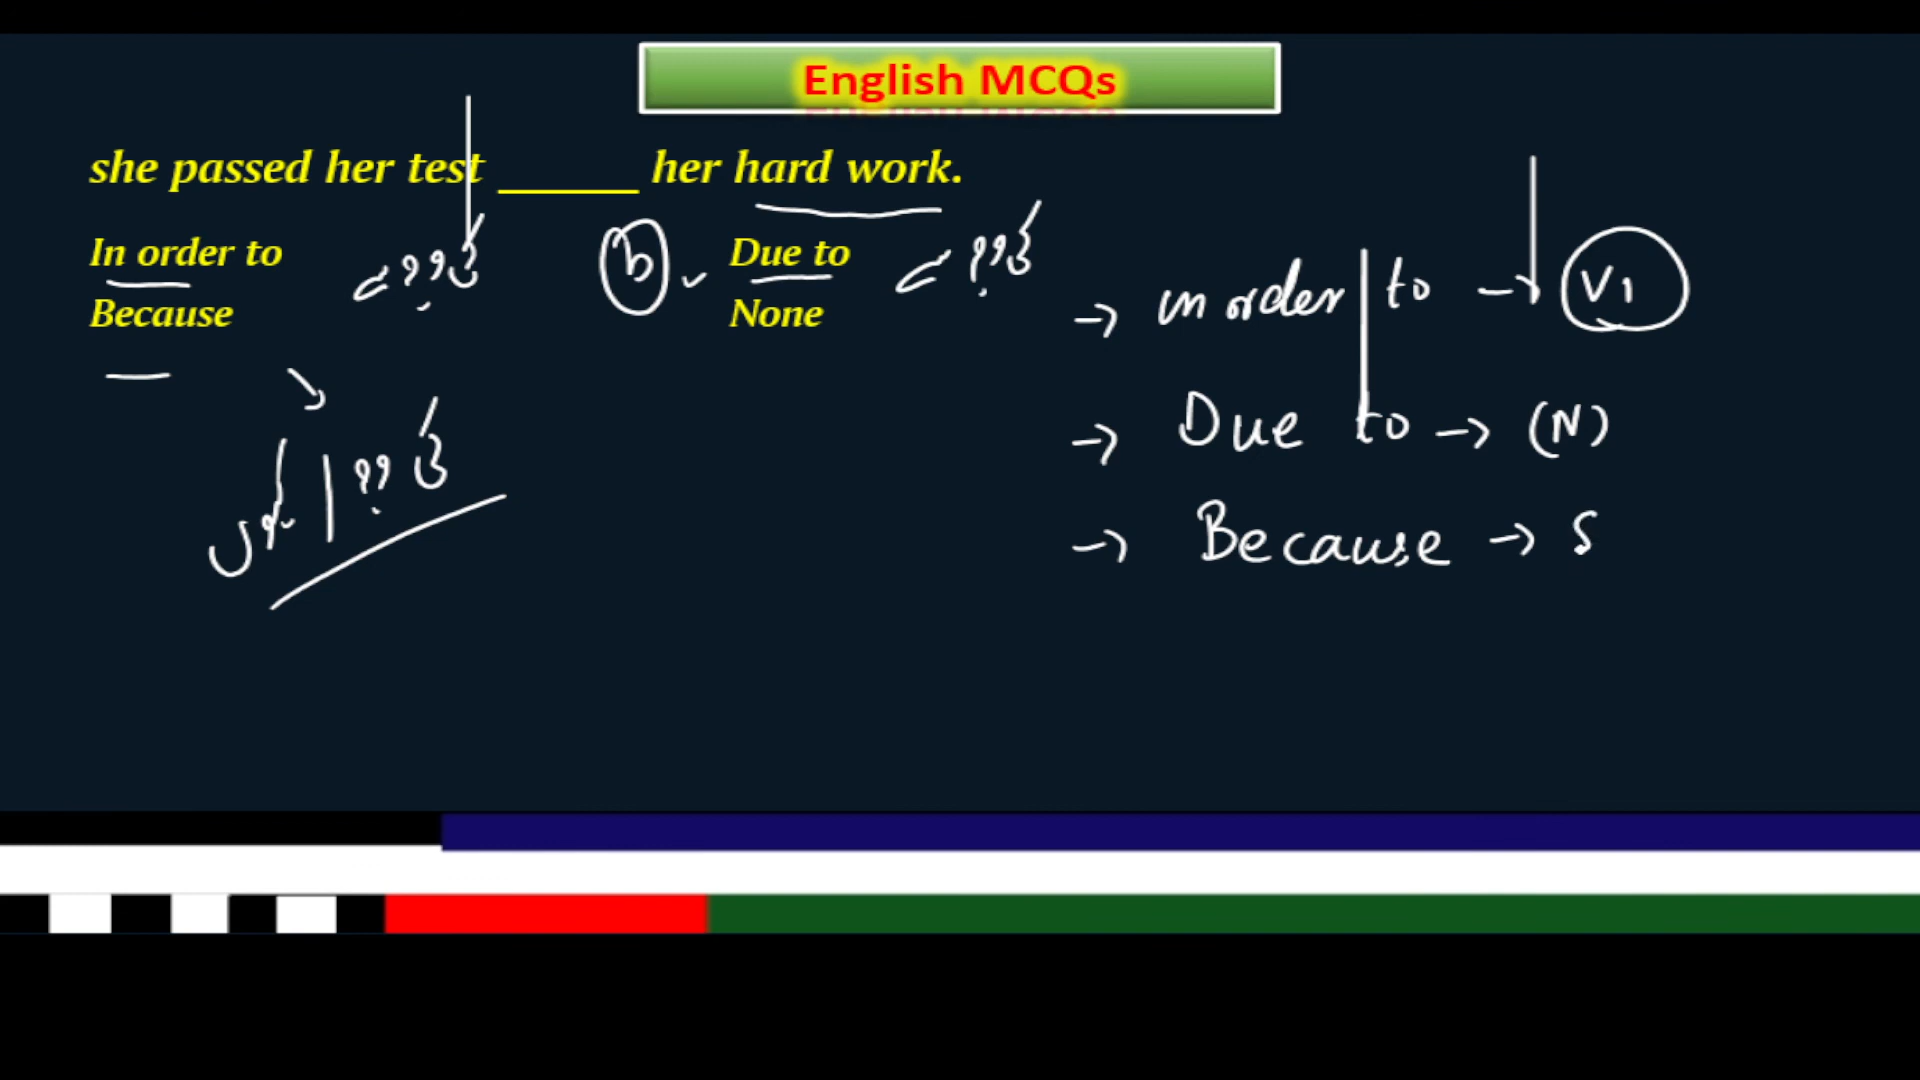 English MCQs
she passed her test ______ her hard work.
In order to
b
Due to
Because
None
→ in order to → V1
→ Due to → (N)
→ Because → S